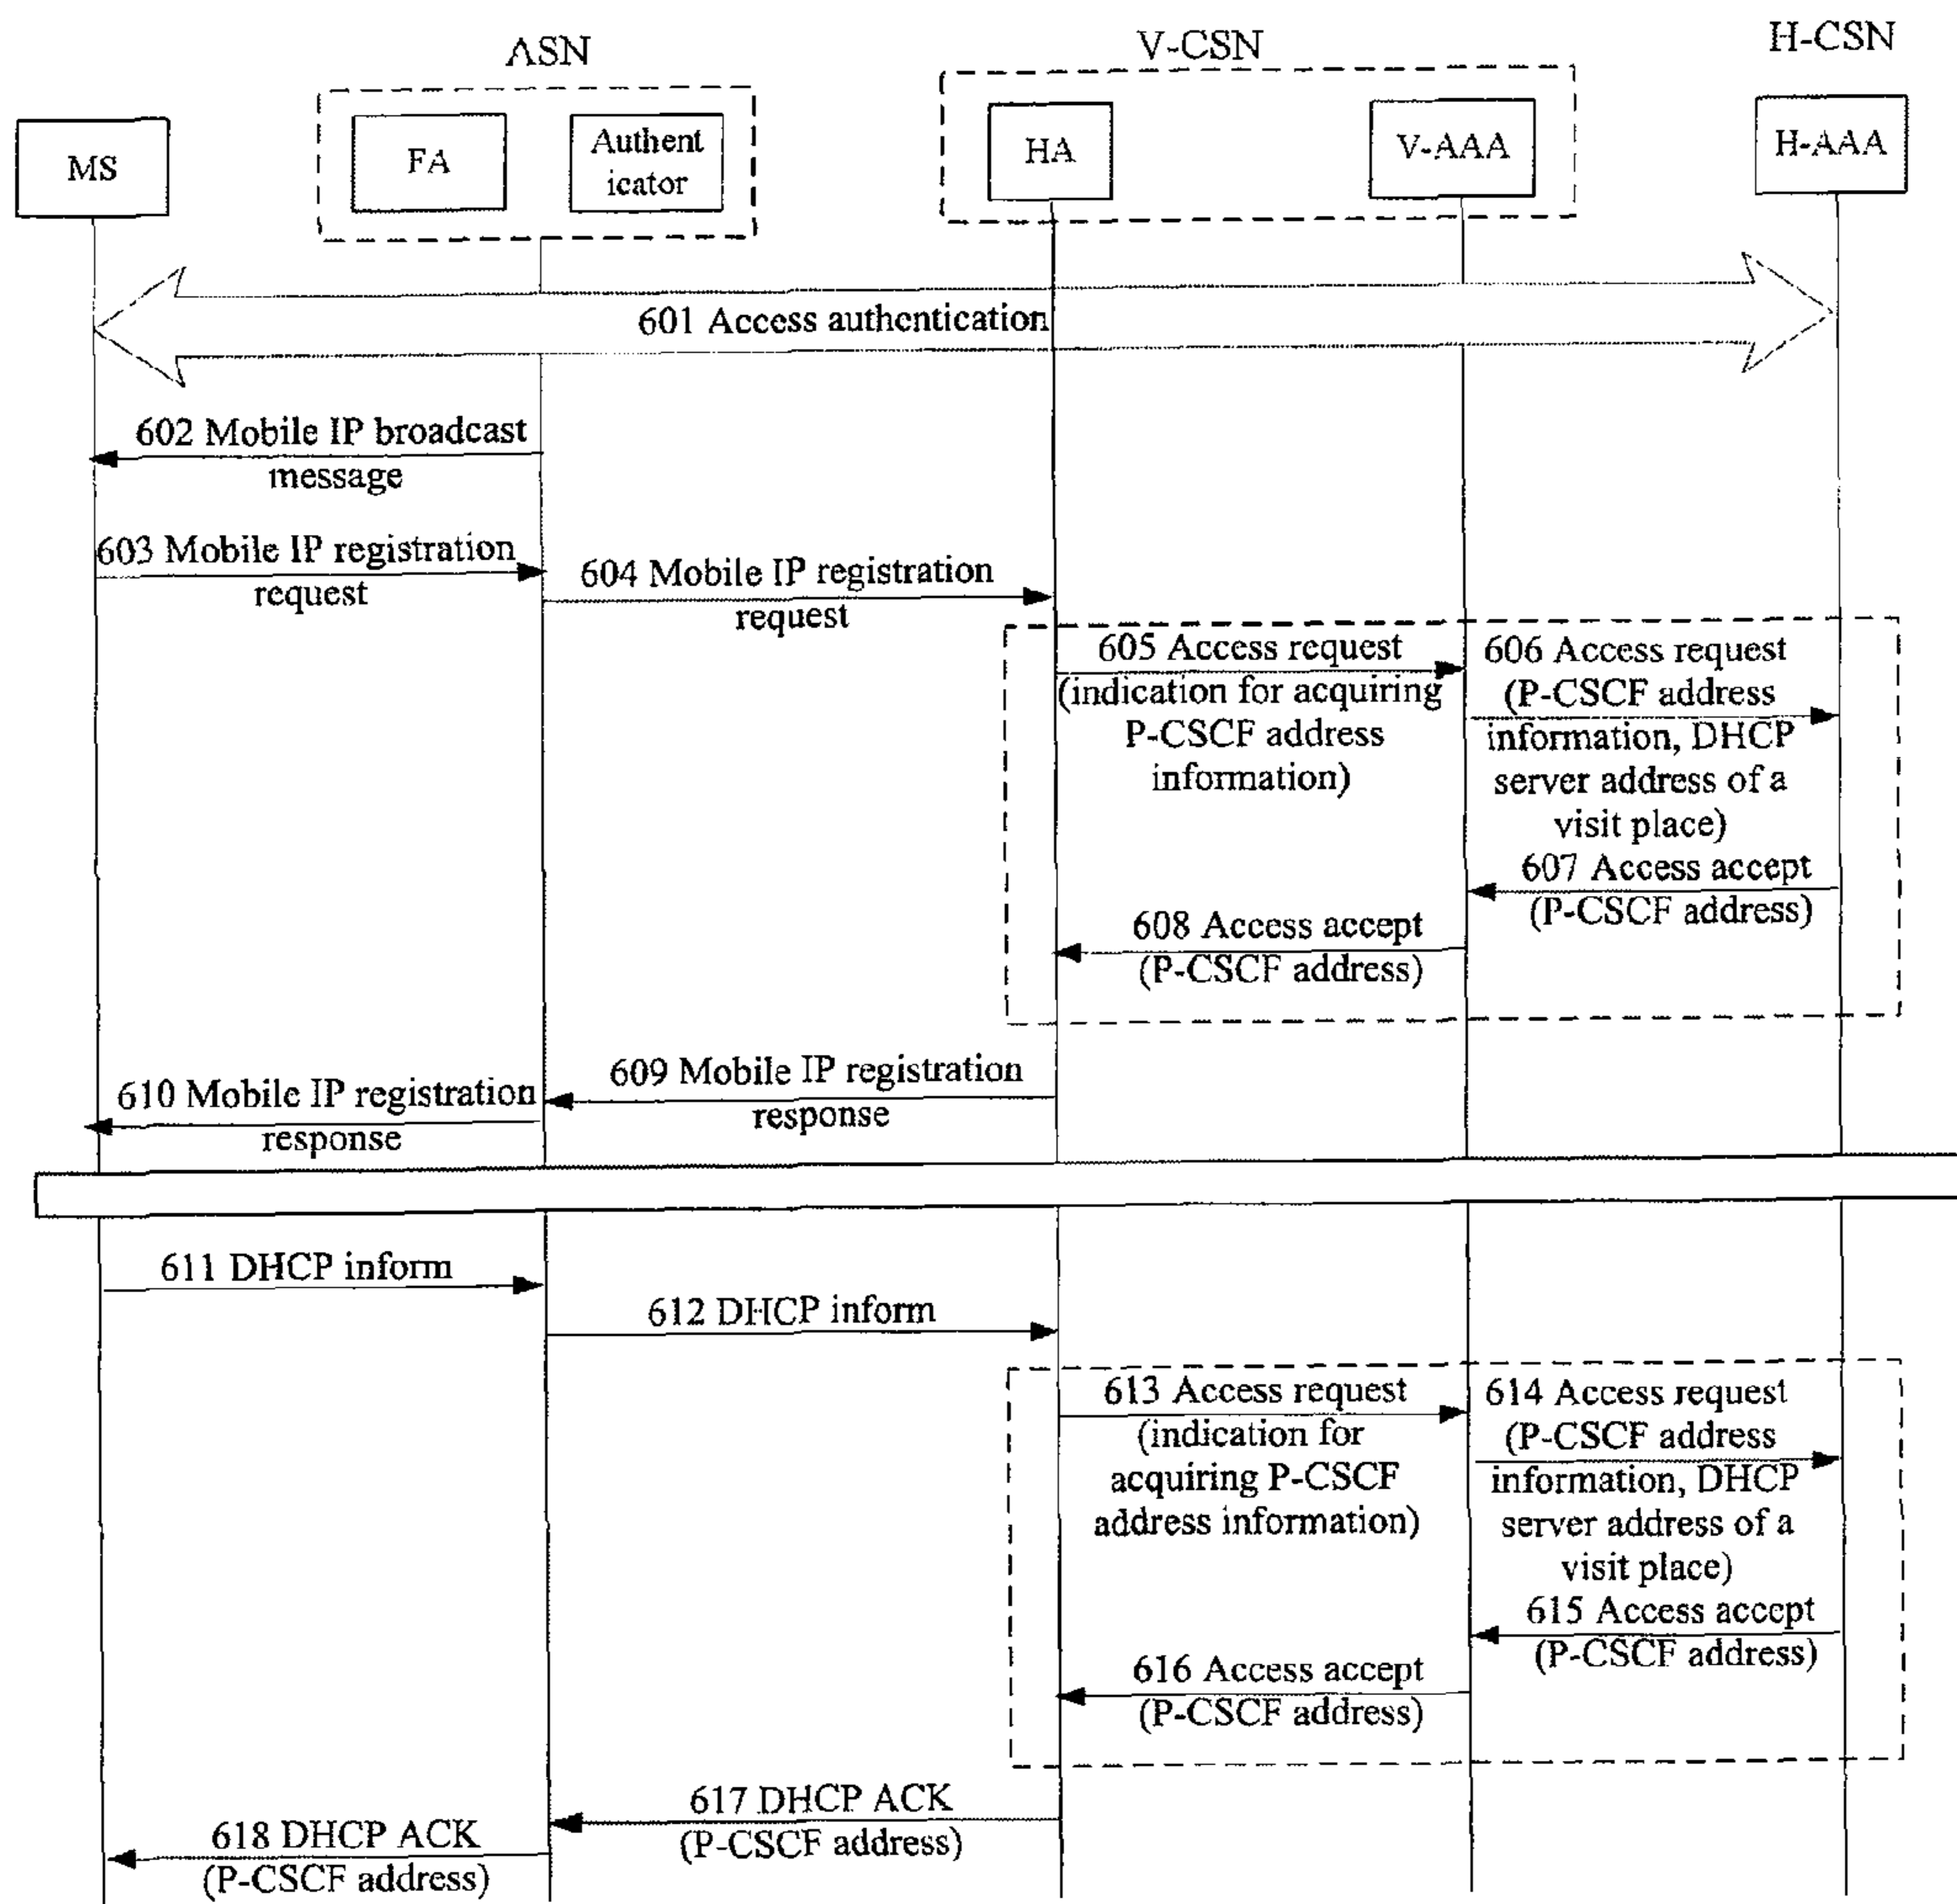 ASN
V-CSN
H-CSN
MS
FA
Authent
icator
HA
V-AAA
H-AAA
601 Access authentication
602 Mobile IP broadcast
message
603 Mobile IP registration
request
604 Mobile IP registration
request
605 Access request
(indication for acquiring
P-CSCF address
information)
606 Access request
(P-CSCF address
information, DHCP
server address of a
visit place)
607 Access accept
(P-CSCF address)
608 Access accept
(P-CSCF address)
609 Mobile IP registration
response
610 Mobile IP registration
response
611 DHCP inform
612 DHCP inform
613 Access request
(indication for
acquiring P-CSCF
address information)
614 Access request
(P-CSCF address
information, DHCP
server address of a
visit place)
615 Access accept
(P-CSCF address)
616 Access accept
(P-CSCF address)
617 DHCP ACK
(P-CSCF address)
618 DHCP ACK
(P-CSCF address)